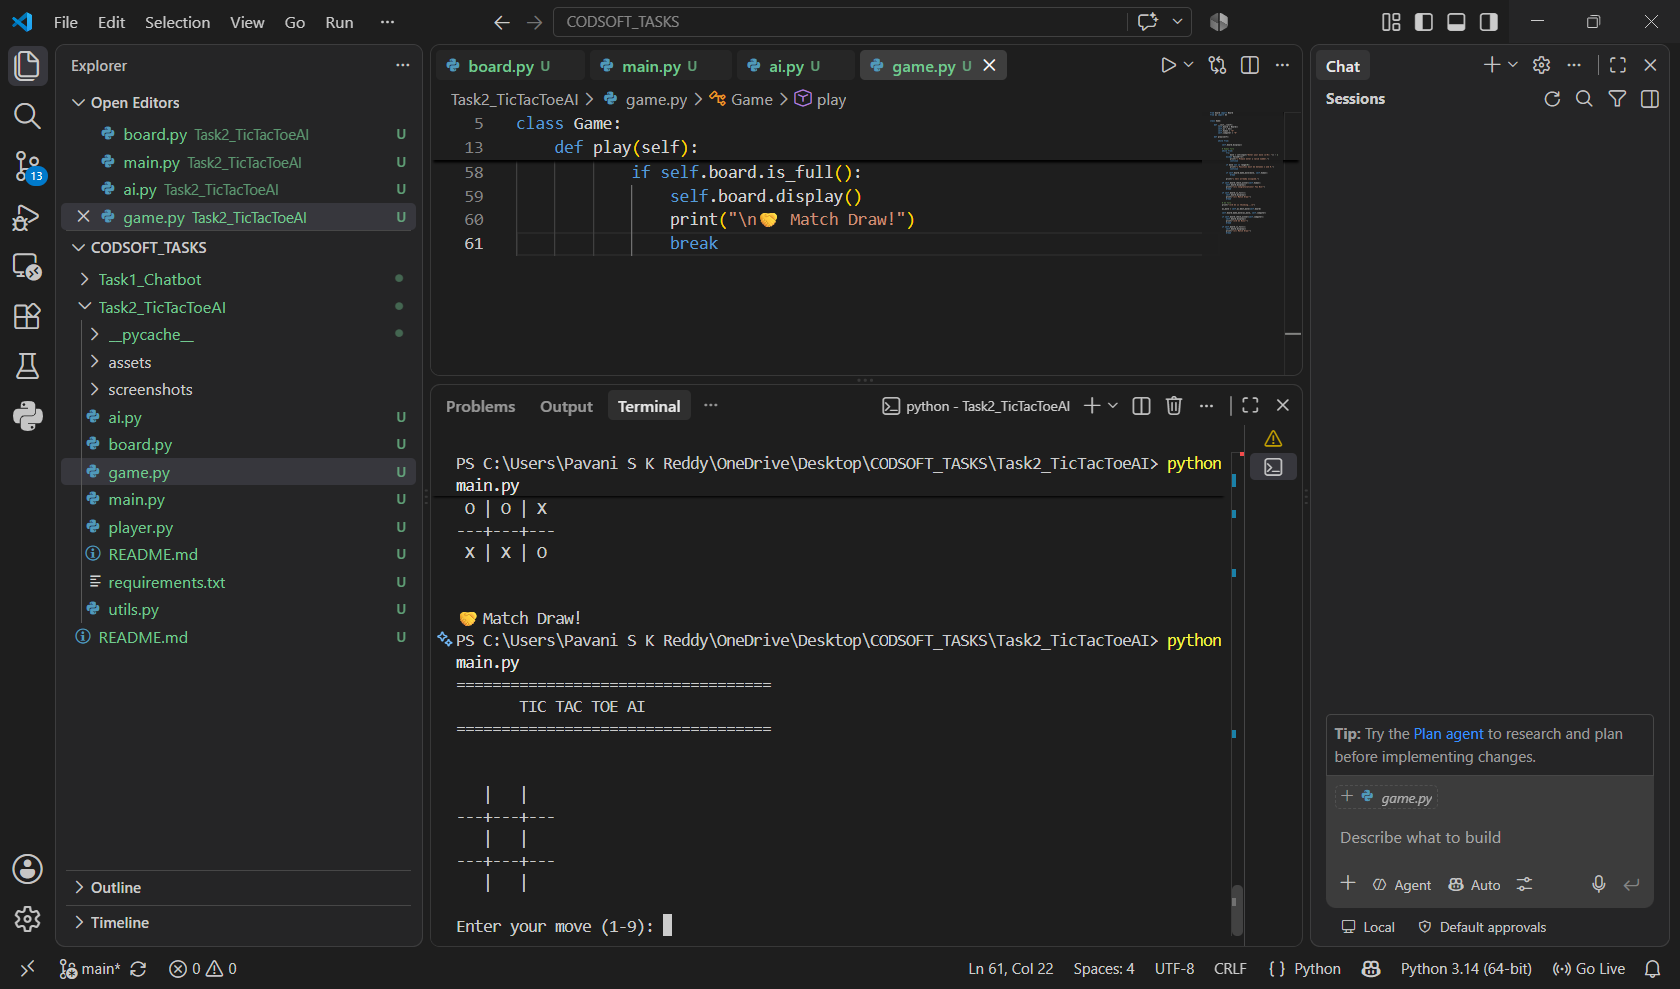 File Edit Selection View Go Run ···
CODSOFT_TASKS
Explorer
Open Editors
board.py Task2_TicTacToeAI U
main.py Task2_TicTacToeAI U
ai.py Task2_TicTacToeAI U
game.py Task2_TicTacToeAI U
CODSOFT_TASKS
Task1_Chatbot
Task2_TicTacToeAI
__pycache__
assets
screenshots
ai.py U
board.py U
game.py U
main.py U
player.py U
README.md U
requirements.txt U
utils.py U
README.md U
Outline
Timeline
13
board.py U main.py U ai.py U game.py U
Task2_TicTacToeAI > game.py > Game > play
5 class Game:
13 def play(self):
58 if self.board.is_full():
59 self.board.display()
60 print("\n🤝 Match Draw!")
61 break
Problems Output Terminal ···
python - Task2_TicTacToeAI
PS C:\Users\Pavani S K Reddy\OneDrive\Desktop\CODSOFT_TASKS\Task2_TicTacToeAI> python
main.py
O | O | X
---+---+---
X | X | O
🤝 Match Draw!
PS C:\Users\Pavani S K Reddy\OneDrive\Desktop\CODSOFT_TASKS\Task2_TicTacToeAI> python
main.py
===================================
TIC TAC TOE AI
===================================
| |
---+---+---
| |
---+---+---
| |
Enter your move (1-9):
Chat
Sessions
Tip: Try the Plan agent to research and plan
before implementing changes.
game.py
Describe what to build
Agent Auto
Local Default approvals
main* 0 0 Ln 61, Col 22 Spaces: 4 UTF-8 CRLF { } Python Python 3.14 (64-bit) Go Live